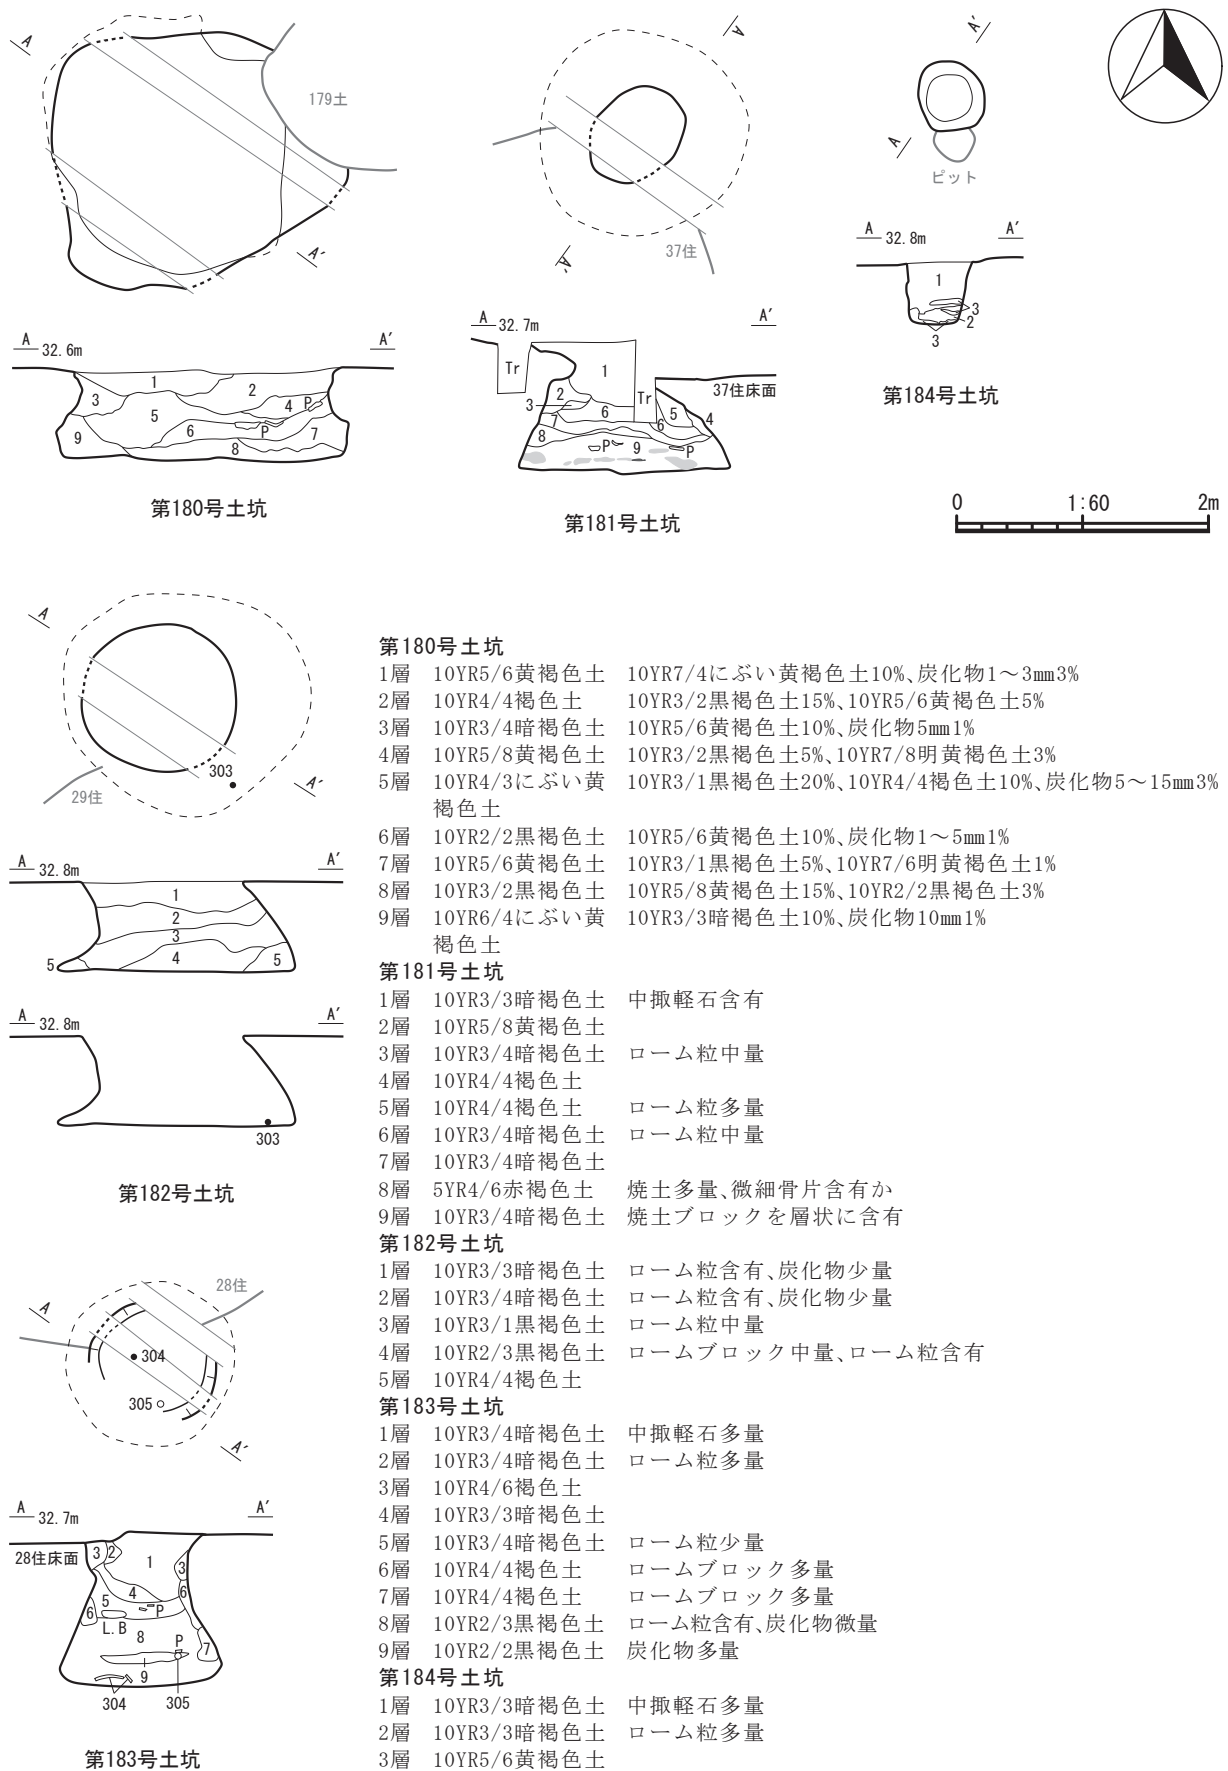 A
179土
A′
A 32.6m A′
1
2
3
4
P
5
6
P
7
8
9
第180号土坑
A
37住
A′
A 32.7m A′
Tr
1
Tr
37住床面
2
3
6
5
4
7
6
8
P 9 P
第181号土坑
A′
A
ピット
A 32.8m A′
1
3
2
3
第184号土坑
0 1:60 2m
A
303
A′
29住
A 32.8m A′
1
2
3
4
5
5
A 32.8m A′
303
第182号土坑
28住
A
304
305
A′
A 32.7m A′
28住床面
3 2 1 3
4
5
P
6
6
L.B
8
P
7
9
304 305
第183号土坑
第180号土坑
1層 10YR5/6黄褐色土 10YR7/4にぶい黄褐色土10%、炭化物1～3㎜3%
2層 10YR4/4褐色土 10YR3/2黒褐色土15%、10YR5/6黄褐色土5%
3層 10YR3/4暗褐色土 10YR5/6黄褐色土10%、炭化物5㎜1%
4層 10YR5/8黄褐色土 10YR3/2黒褐色土5%、10YR7/8明黄褐色土3%
5層 10YR4/3にぶい黄 10YR3/1黒褐色土20%、10YR4/4褐色土10%、炭化物5～15㎜3%
褐色土
6層 10YR2/2黒褐色土 10YR5/6黄褐色土10%、炭化物1～5㎜1%
7層 10YR5/6黄褐色土 10YR3/1黒褐色土5%、10YR7/6明黄褐色土1%
8層 10YR3/2黒褐色土 10YR5/8黄褐色土15%、10YR2/2黒褐色土3%
9層 10YR6/4にぶい黄 10YR3/3暗褐色土10%、炭化物10㎜1%
褐色土
第181号土坑
1層 10YR3/3暗褐色土 中掫軽石含有
2層 10YR5/8黄褐色土
3層 10YR3/4暗褐色土 ローム粒中量
4層 10YR4/4褐色土
5層 10YR4/4褐色土 ローム粒多量
6層 10YR3/4暗褐色土 ローム粒中量
7層 10YR3/4暗褐色土
8層 5YR4/6赤褐色土 焼土多量、微細骨片含有か
9層 10YR3/4暗褐色土 焼土ブロックを層状に含有
第182号土坑
1層 10YR3/3暗褐色土 ローム粒含有、炭化物少量
2層 10YR3/4暗褐色土 ローム粒含有、炭化物少量
3層 10YR3/1黒褐色土 ローム粒中量
4層 10YR2/3黒褐色土 ロームブロック中量、ローム粒含有
5層 10YR4/4褐色土
第183号土坑
1層 10YR3/4暗褐色土 中掫軽石多量
2層 10YR3/4暗褐色土 ローム粒多量
3層 10YR4/6褐色土
4層 10YR3/3暗褐色土
5層 10YR3/4暗褐色土 ローム粒少量
6層 10YR4/4褐色土 ロームブロック多量
7層 10YR4/4褐色土 ロームブロック多量
8層 10YR2/3黒褐色土 ローム粒含有、炭化物微量
9層 10YR2/2黒褐色土 炭化物多量
第184号土坑
1層 10YR3/3暗褐色土 中掫軽石多量
2層 10YR3/3暗褐色土 ローム粒多量
3層 10YR5/6黄褐色土